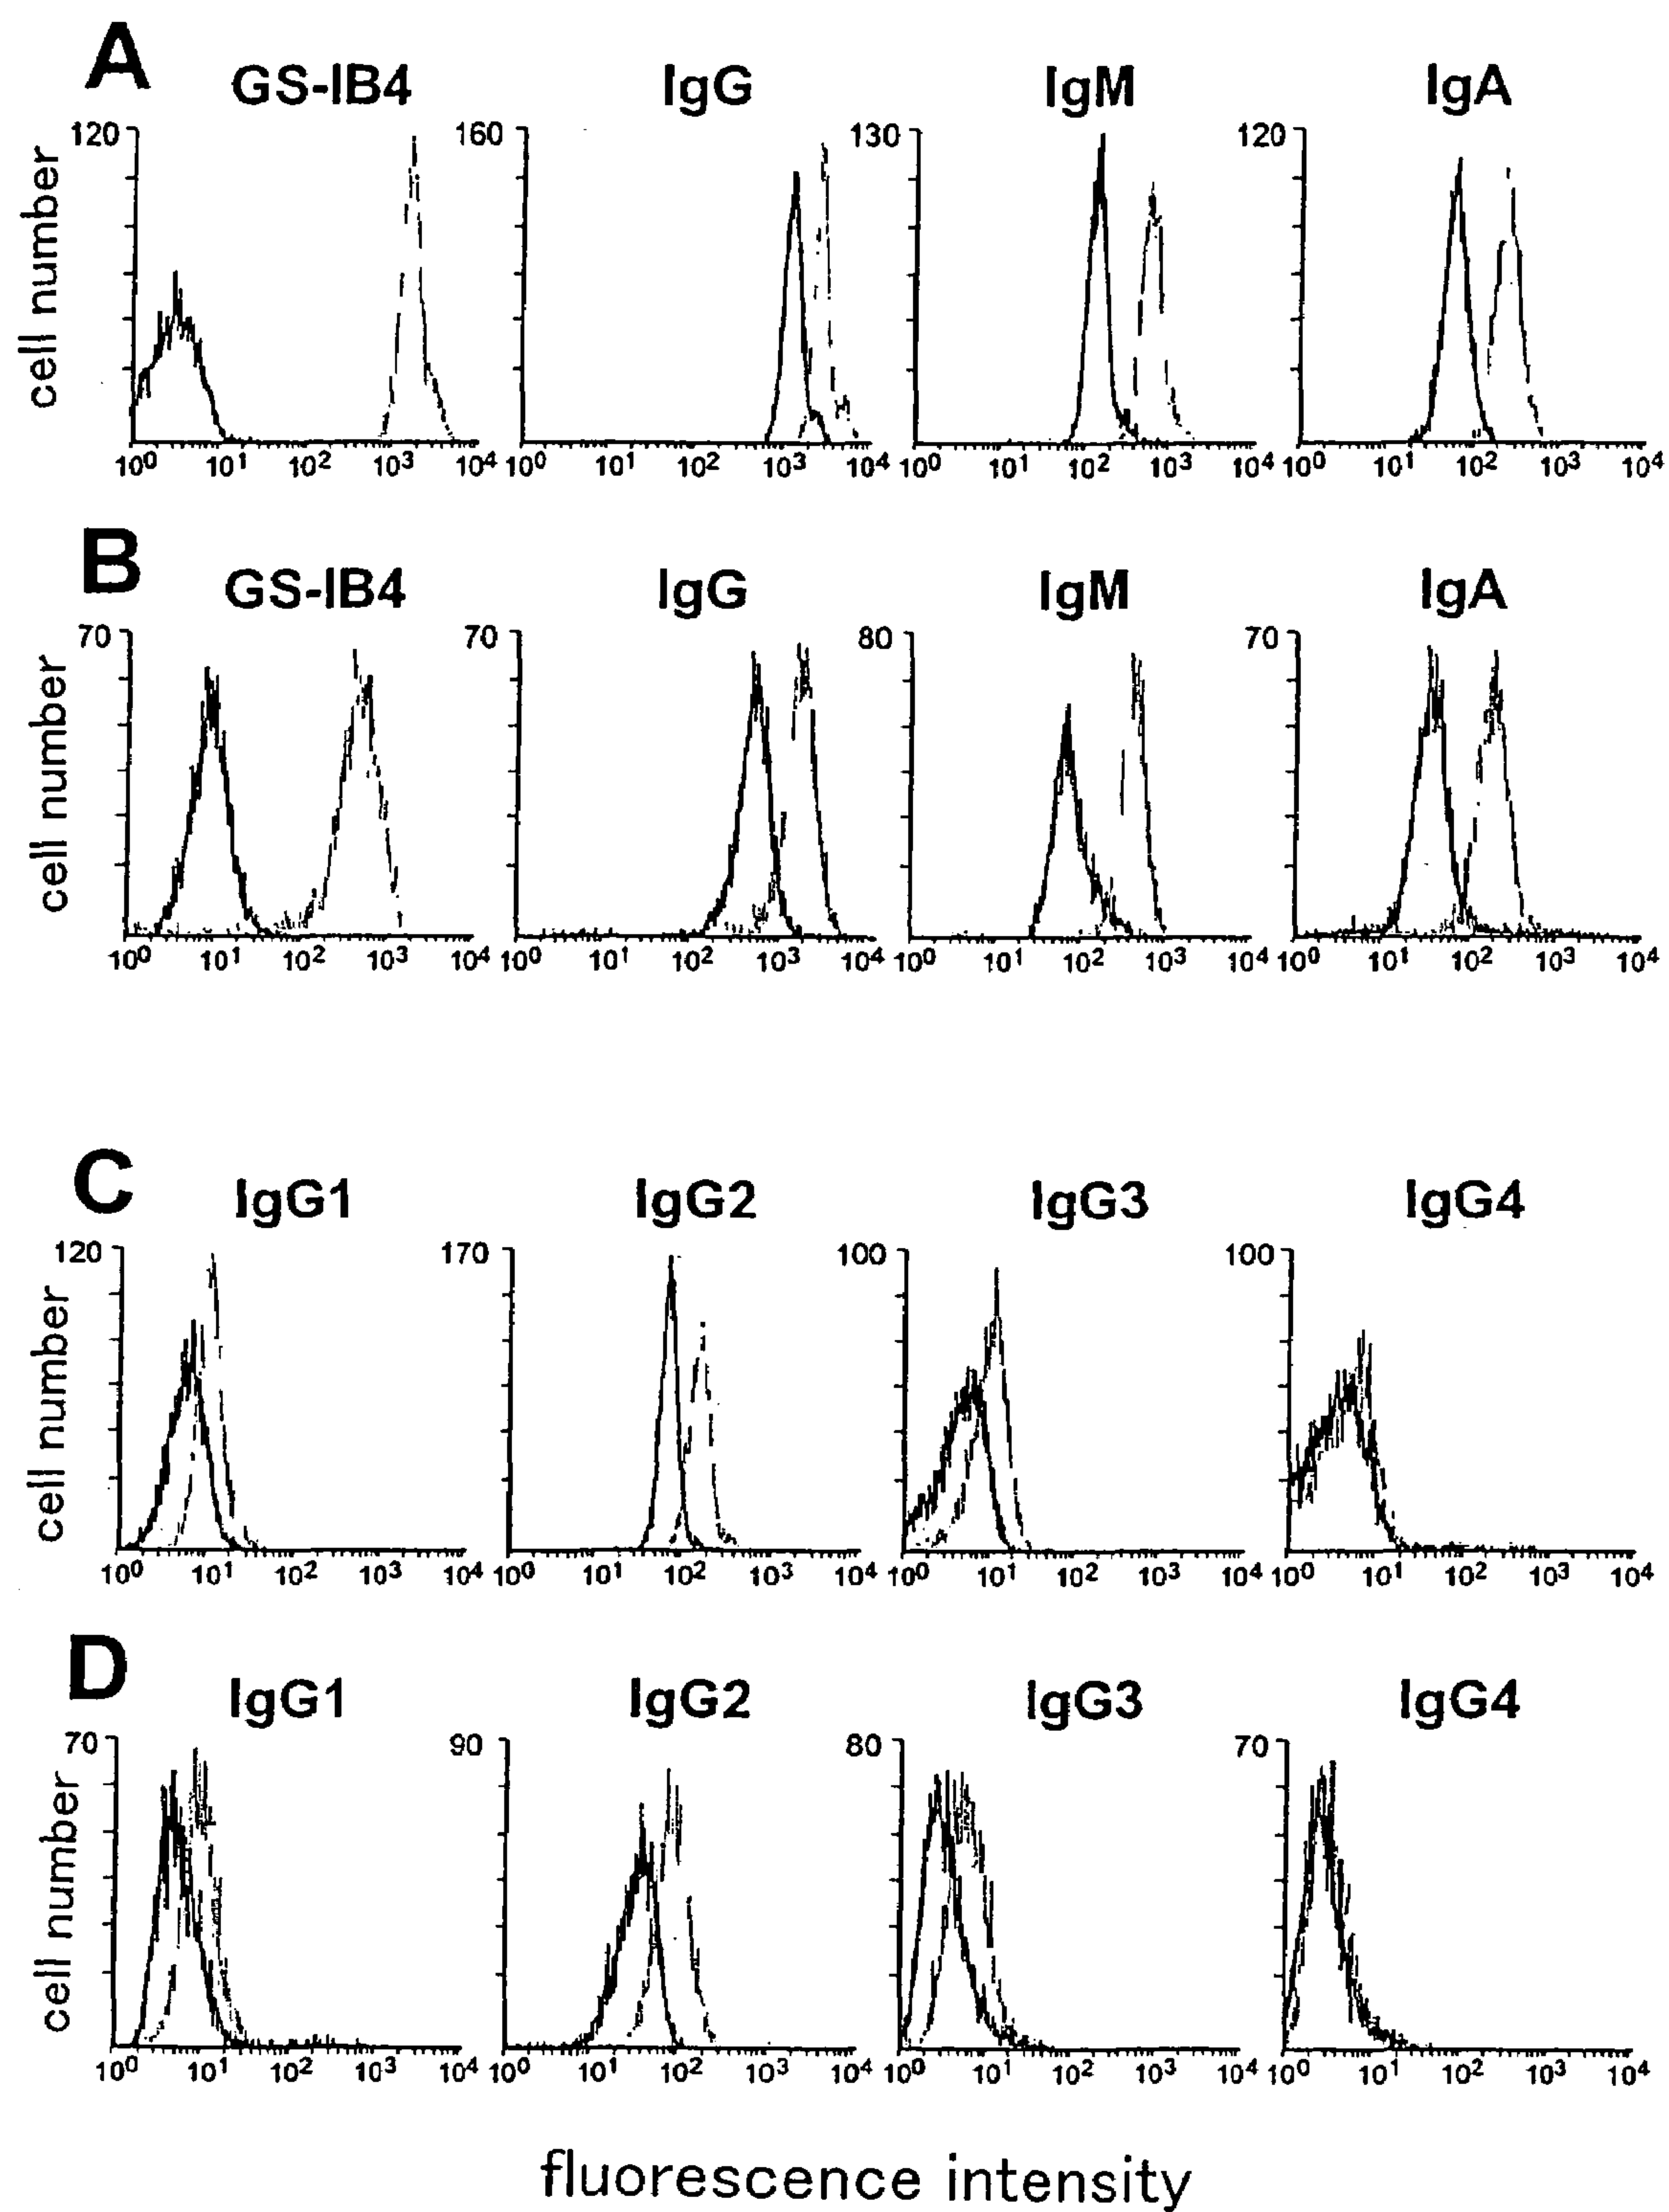 A
GS-IB4 IgG IgM IgA
120 160 130 120
cell number
10⁰ 10¹ 10² 10³ 10⁴ 10⁰ 10¹ 10² 10³ 10⁴ 10⁰ 10¹ 10² 10³ 10⁴ 10⁰ 10¹ 10² 10³ 10⁴
B
GS-IB4 IgG IgM IgA
70 70 80 70
cell number
10⁰ 10¹ 10² 10³ 10⁴ 10⁰ 10¹ 10² 10³ 10⁴ 10⁰ 10¹ 10² 10³ 10⁴ 10⁰ 10¹ 10² 10³ 10⁴
C
IgG1 IgG2 IgG3 IgG4
120 170 100 100
cell number
10⁰ 10¹ 10² 10³ 10⁴ 10⁰ 10¹ 10² 10³ 10⁴ 10⁰ 10¹ 10² 10³ 10⁴ 10⁰ 10¹ 10² 10³ 10⁴
D
IgG1 IgG2 IgG3 IgG4
70 90 80 70
cell number
10⁰ 10¹ 10² 10³ 10⁴ 10⁰ 10¹ 10² 10³ 10⁴ 10⁰ 10¹ 10² 10³ 10⁴ 10⁰ 10¹ 10² 10³ 10⁴
fluorescence intensity